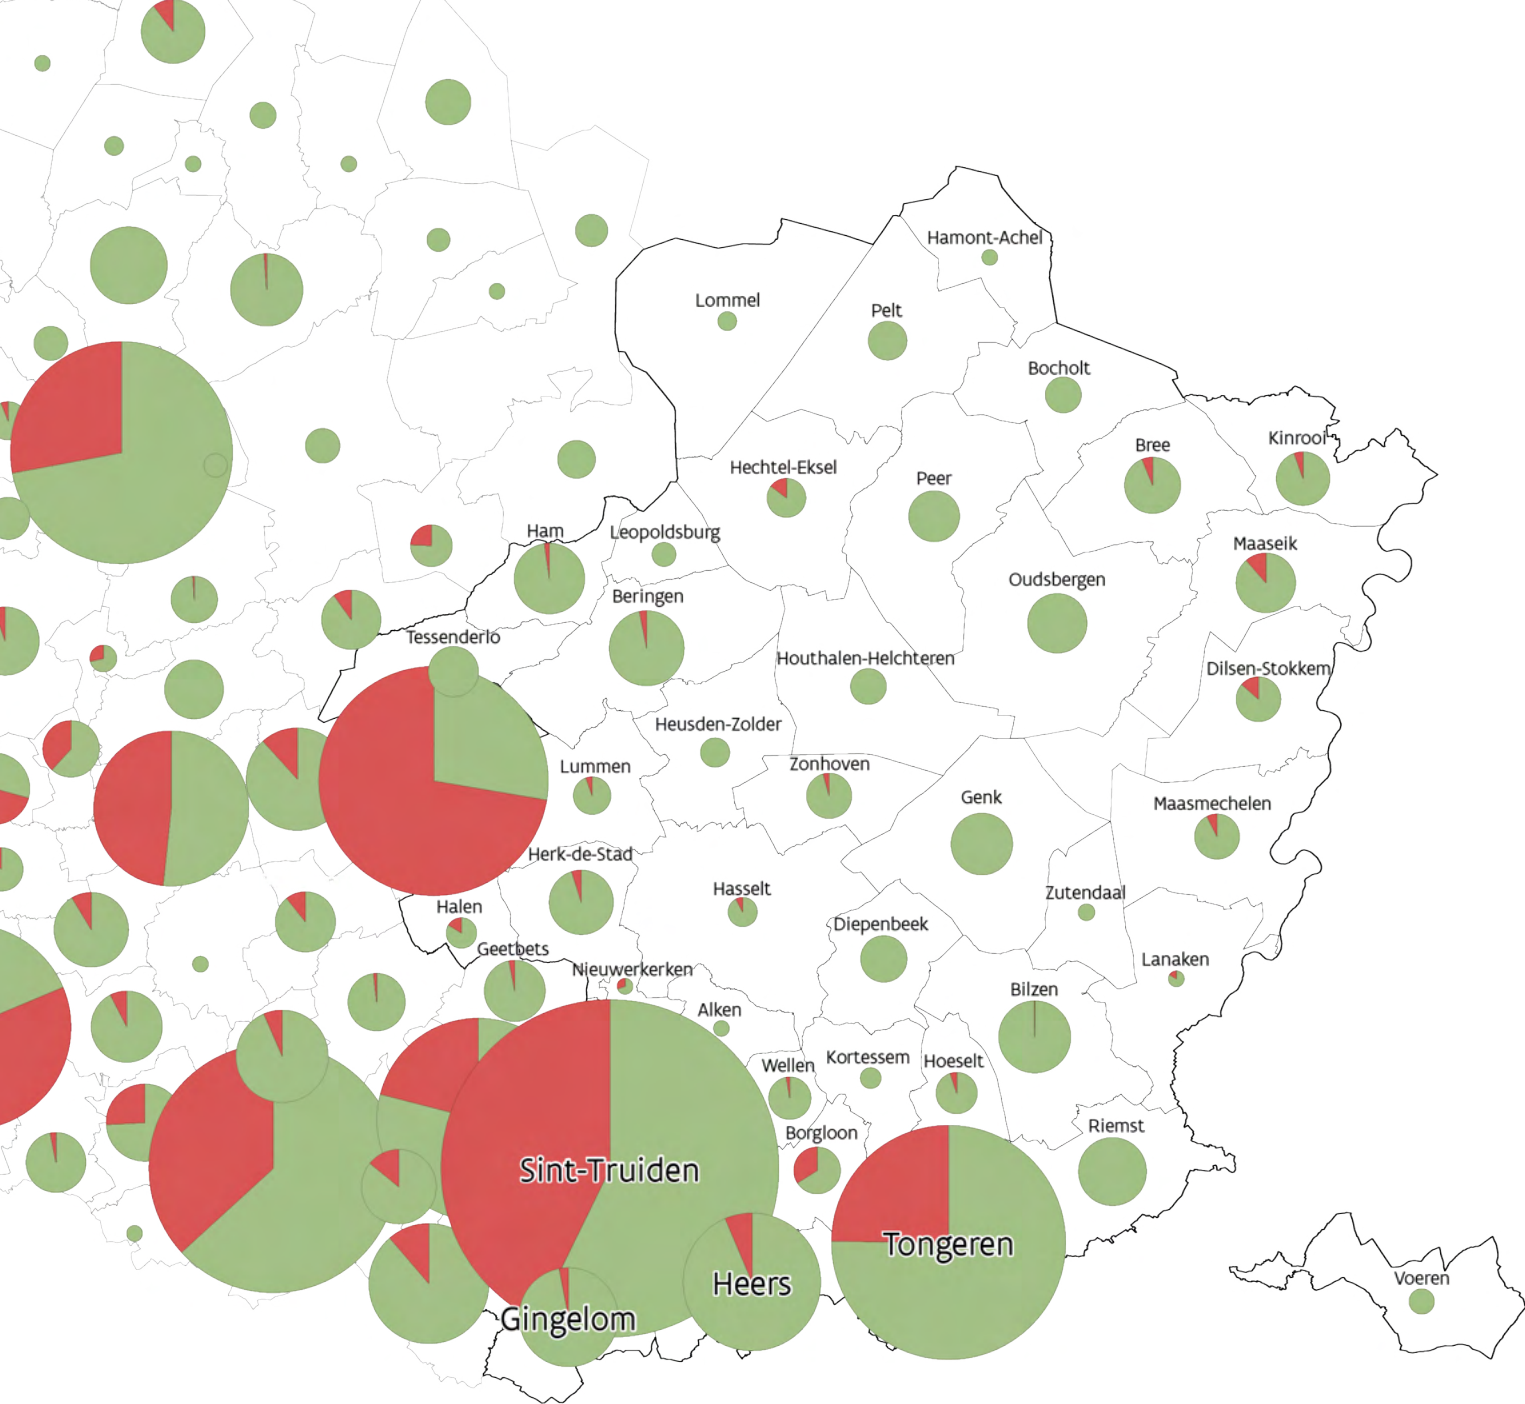 Hamont-Achel
Lommel
Pelt
Bocholt
Kinrooi
Bree
Hechtel-Eksel
Peer
Ham
Leopoldsburg
Maaseik
Oudsbergen
Beringen
Tessenderlo
Houthalen-Helchteren
Dilsen-Stokkem
Heusden-Zolder
Lummen
Zonhoven
Genk
Maasmechelen
Herk-de-Stad
Hasselt
Zutendaal
Halen
Diepenbeek
Geetbets
Lanaken
Nieuwerkerken
Bilzen
Alken
Kortessem
Hoeselt
Wellen
Riemst
Borgloon
Sint-Truiden
Tongeren
Voeren
Heers
Gingelom